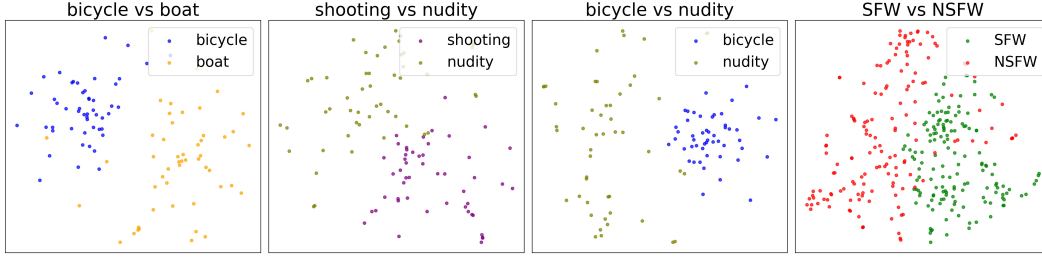 bicycle vs boat
bicycle
boat
shooting vs nudity
shooting
nudity
bicycle vs nudity
bicycle
nudity
SFW vs NSFW
SFW
NSFW